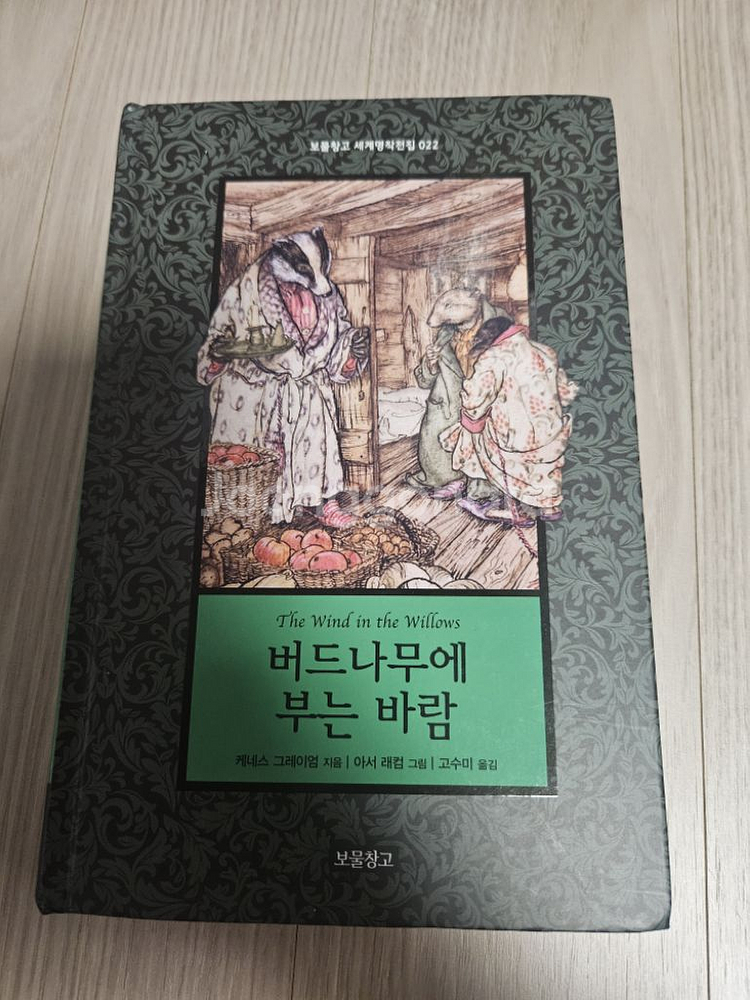 보물창고 세계명작전집 022
The Wind in the Willows
버드나무에
부는 바람
케네스 그레이엄 지음 | 아서 래컴 그림 | 고수미 옮김
보물창고